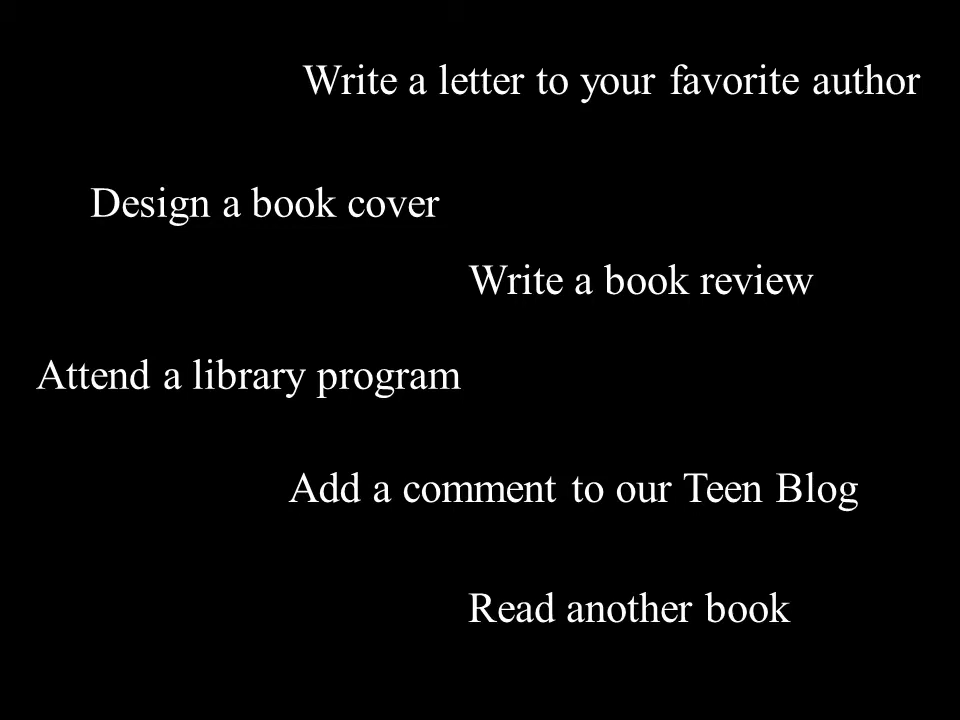 Write a letter to your favorite author
Design a book cover
Write a book review
Attend a library program
Add a comment to our Teen Blog
Read another book